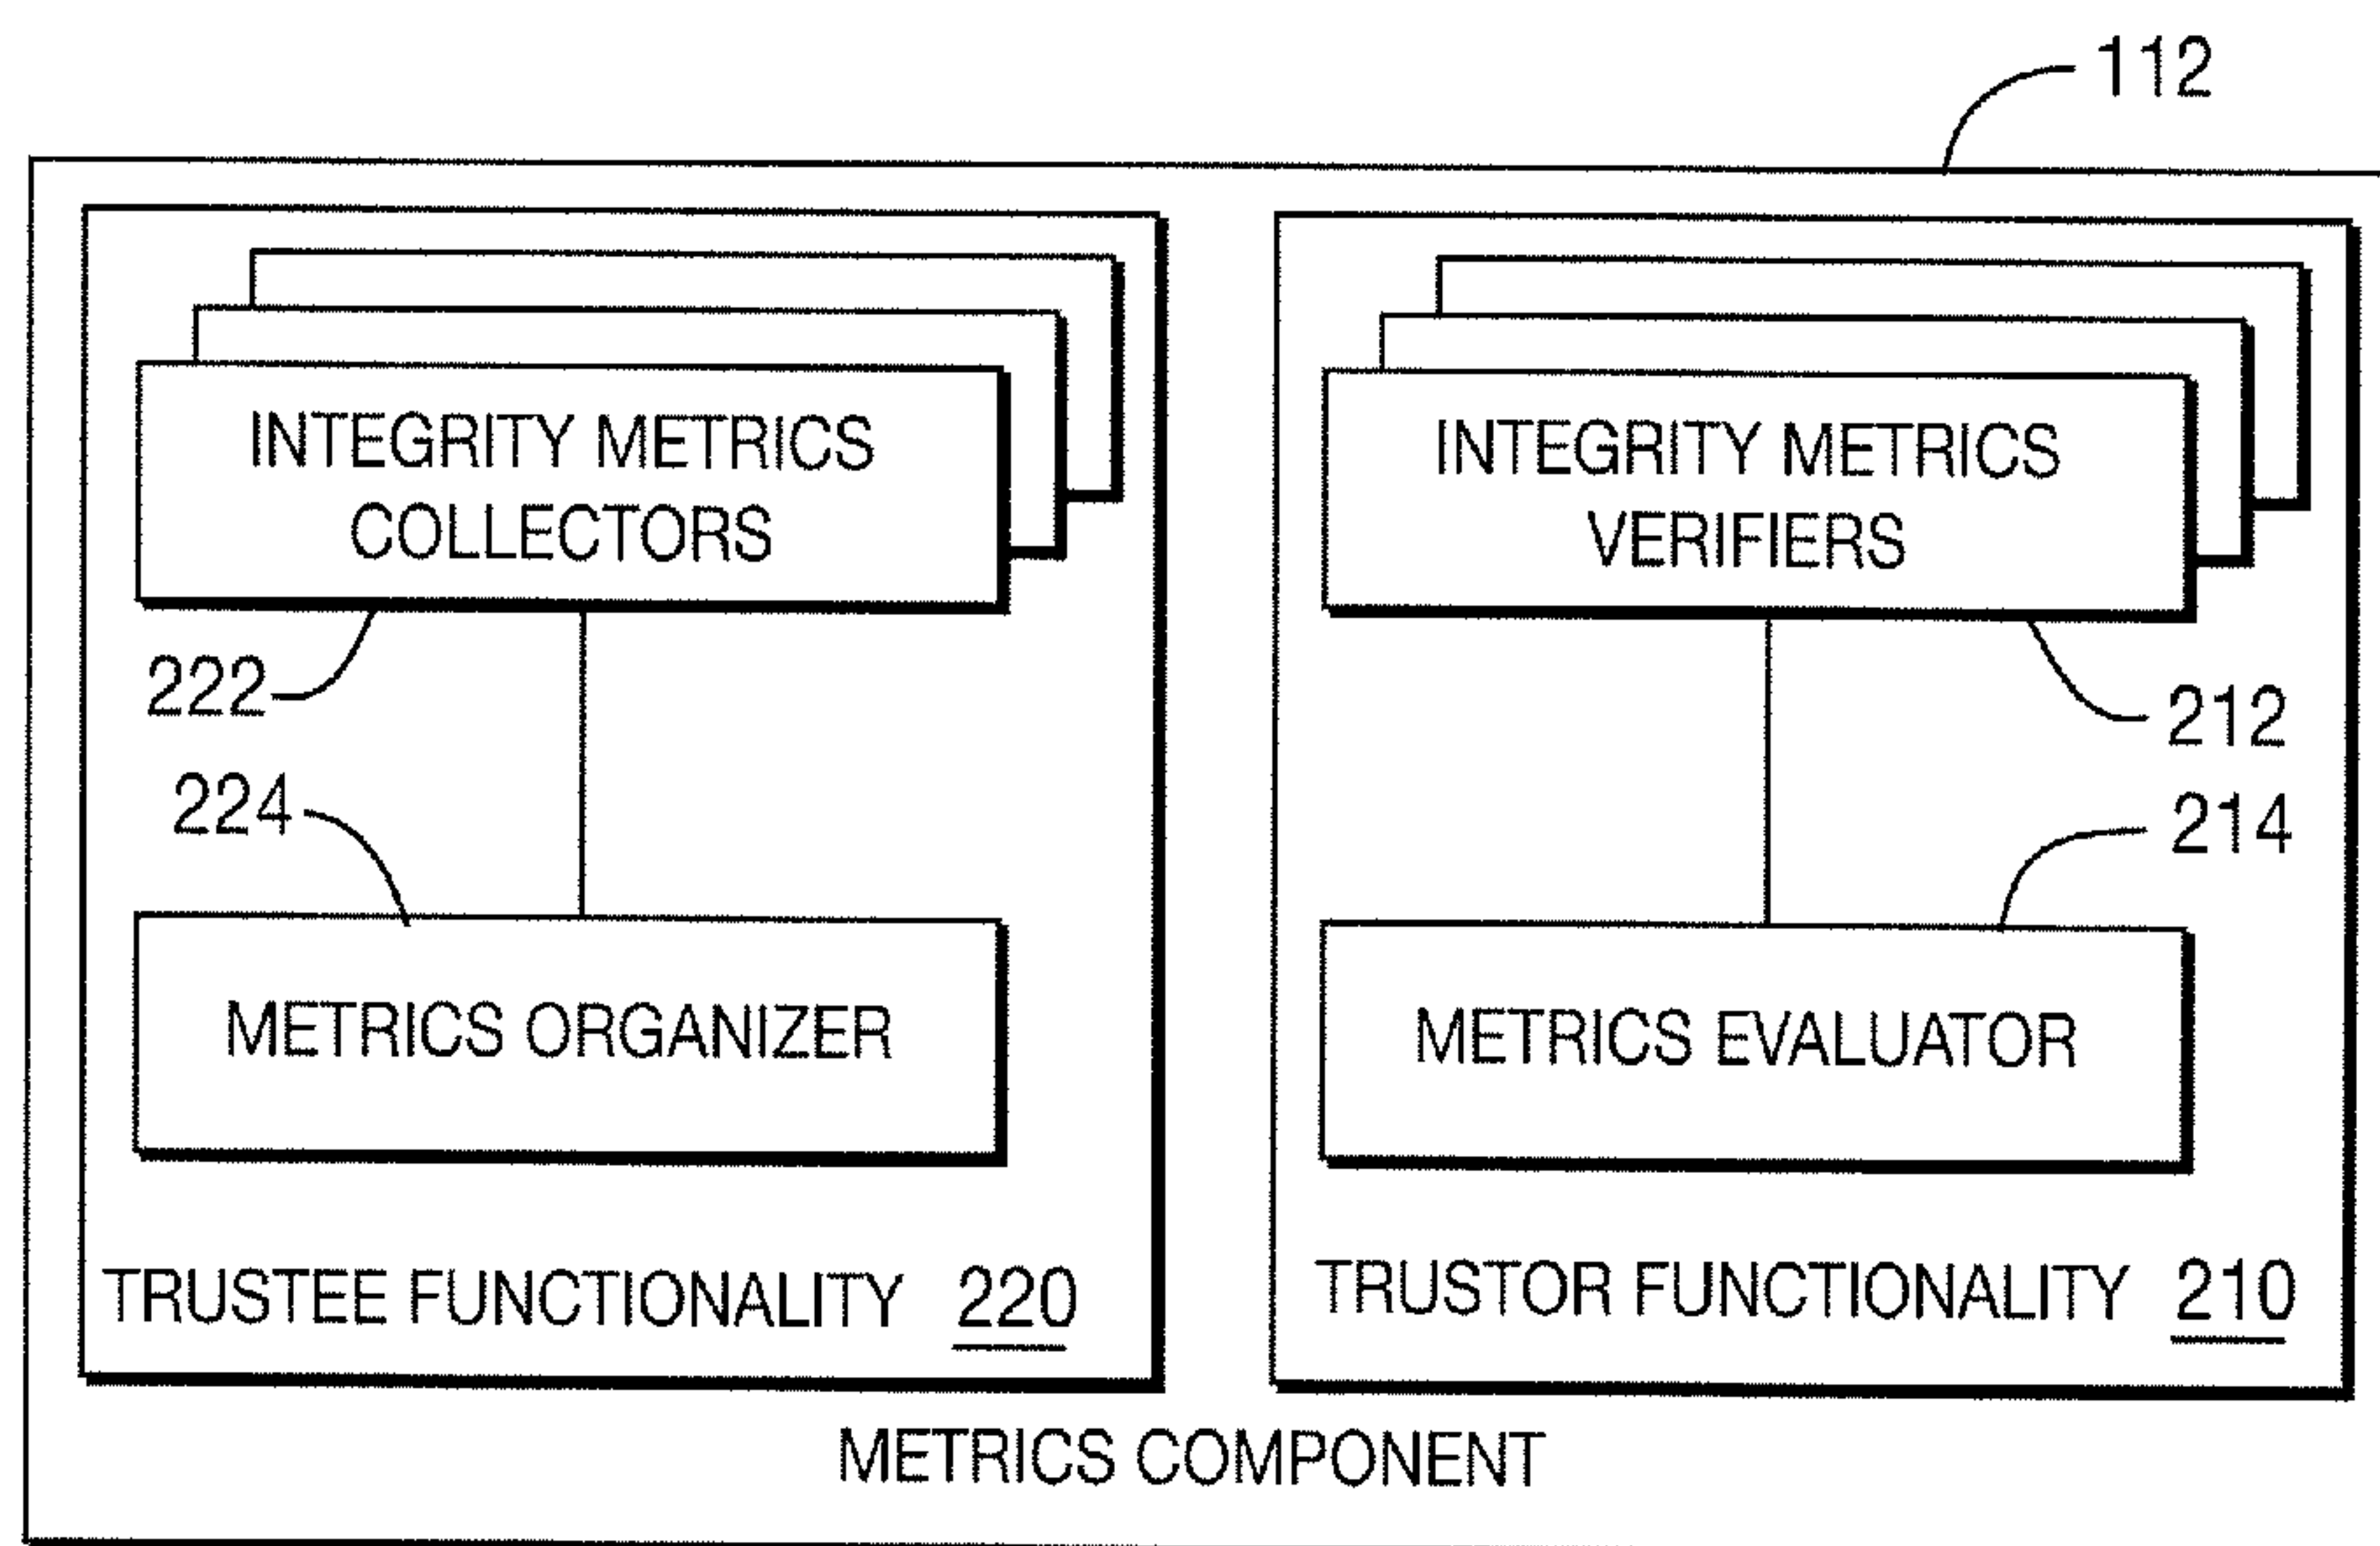 112
INTEGRITY METRICS
COLLECTORS
222
224
METRICS ORGANIZER
TRUSTEE FUNCTIONALITY 220
INTEGRITY METRICS
VERIFIERS
212
214
METRICS EVALUATOR
TRUSTOR FUNCTIONALITY 210
METRICS COMPONENT